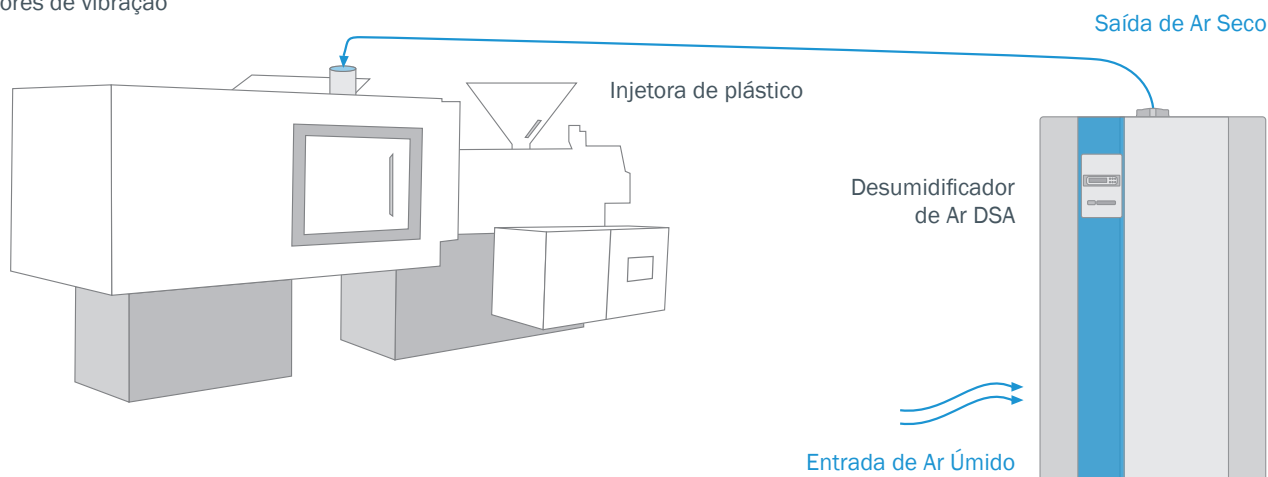 de vibração
Saída de Ar Seco
Injetora de plástico
Desumidificador
de Ar DSA
Entrada de Ar Úmido